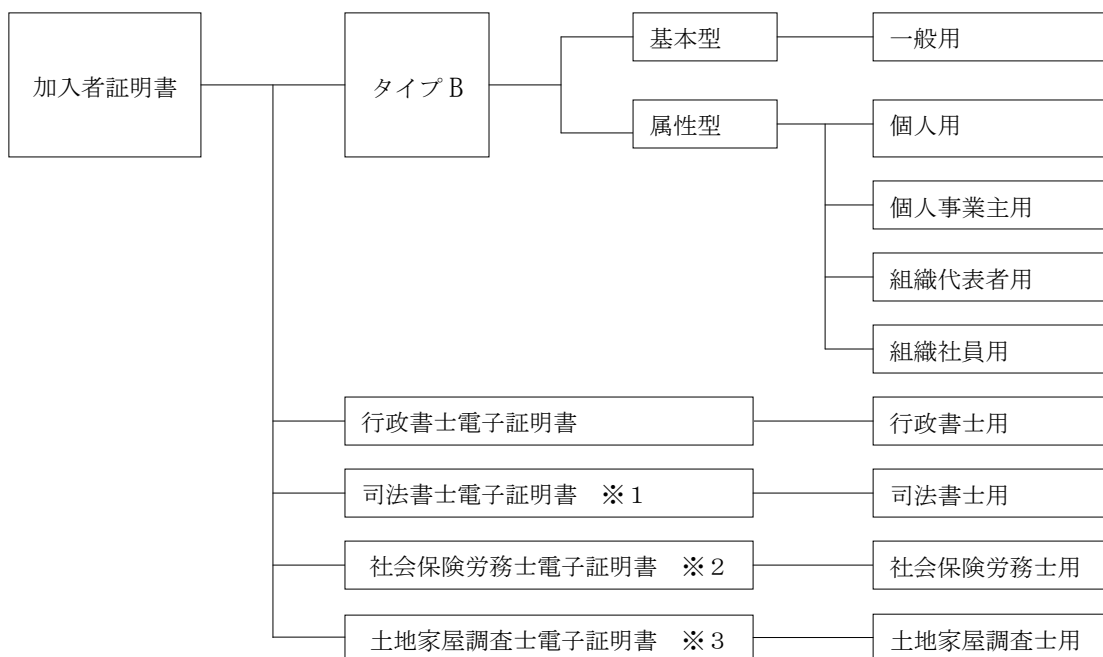 加入者証明書
タイプ B
基本型
一般用
属性型
個人用
個人事業主用
組織代表者用
組織社員用
行政書士電子証明書
行政書士用
司法書士電子証明書 ※1
司法書士用
社会保険労務士電子証明書 ※2
社会保険労務士用
土地家屋調査士電子証明書 ※3
土地家屋調査士用